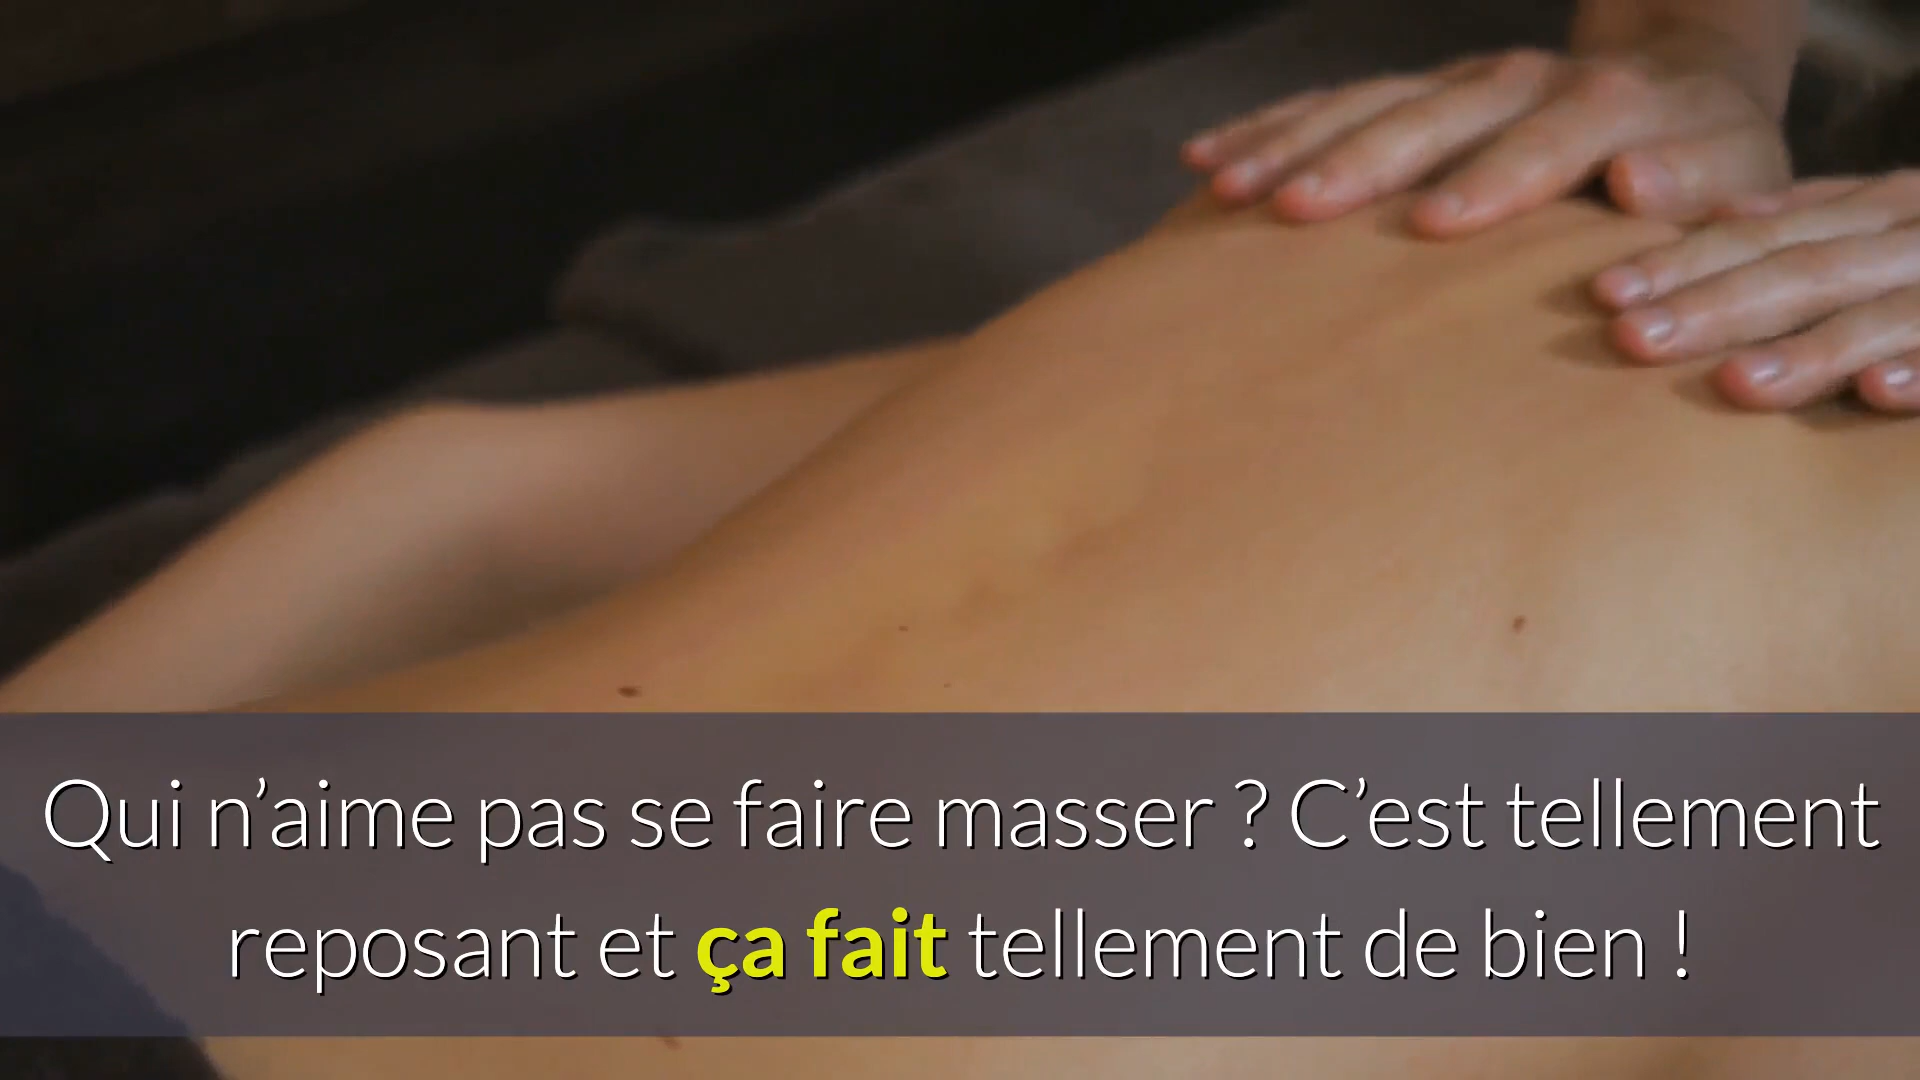 Qui n’aime pas se faire masser ? C’est tellement
reposant et ça fait tellement de bien !